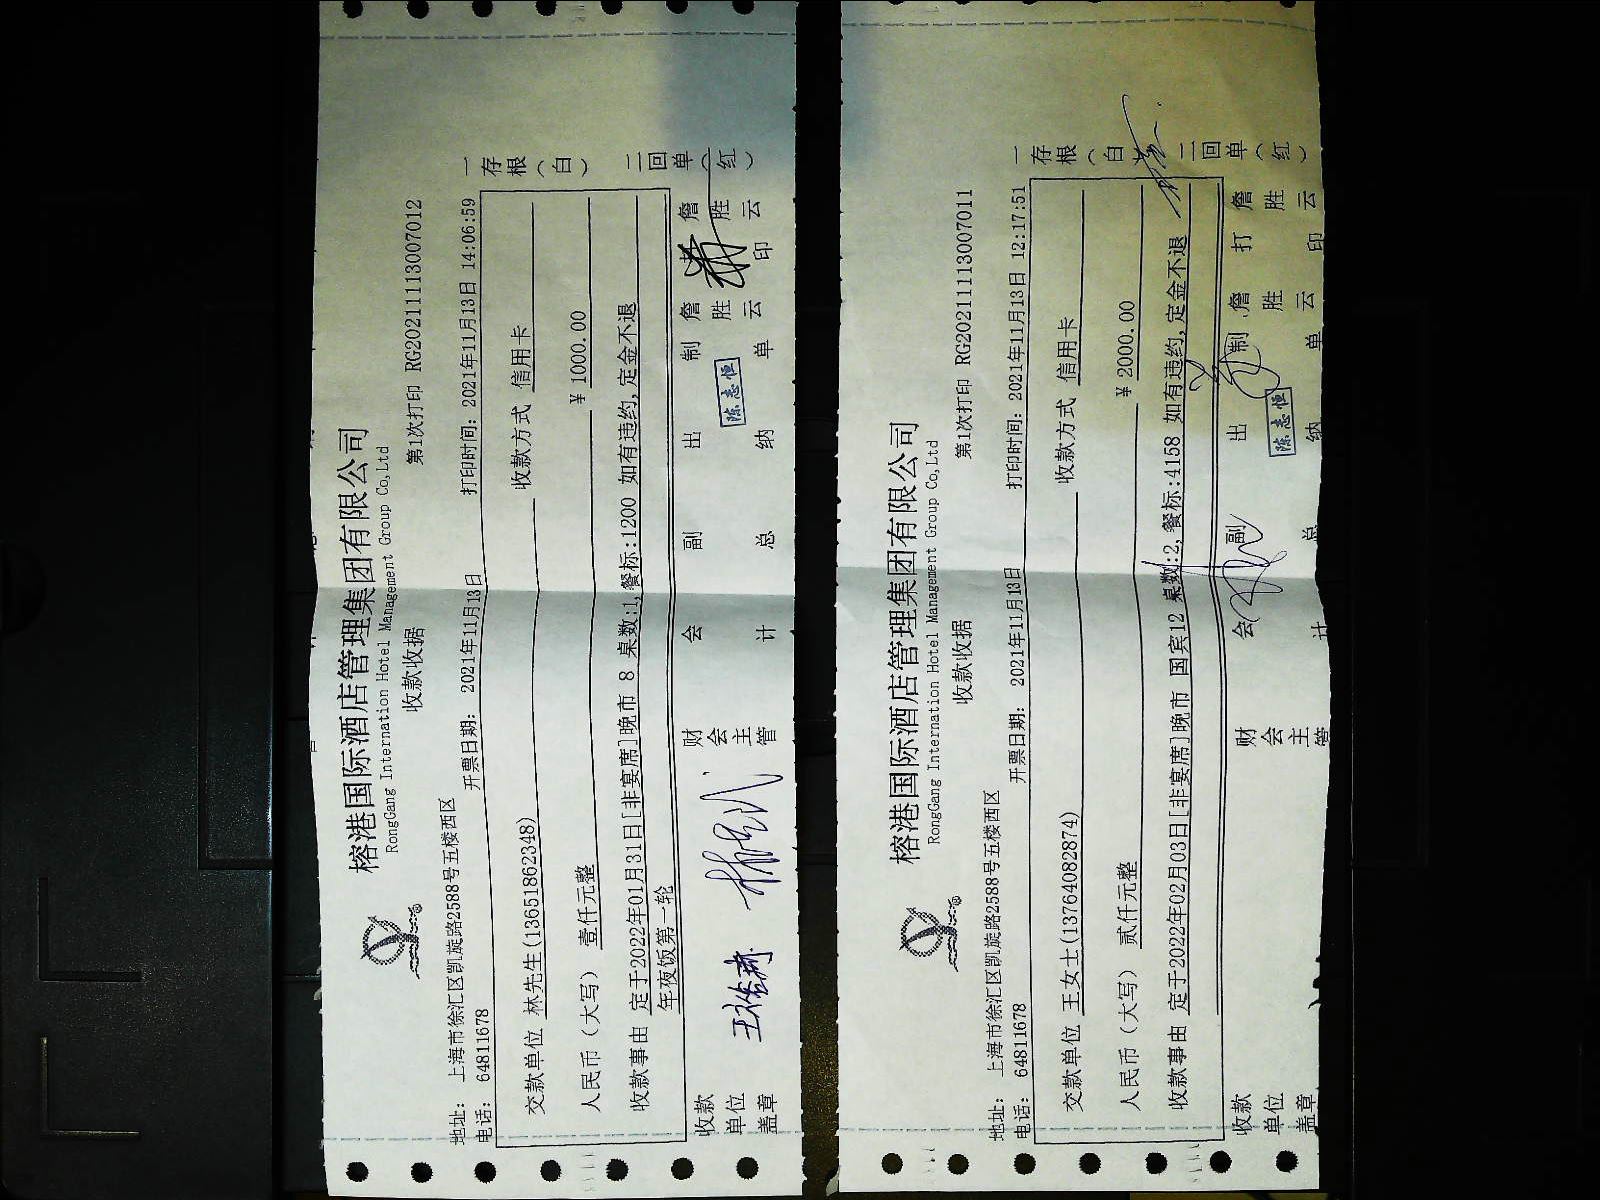 榕港国际酒店管理集团有限公司
RongGang Internation Hotel Management Group Co,Ltd
收款收据
第1次打印 RG20211113007012
地址: 上海市徐汇区凯旋路2588号五楼西区
电话: 64811678
开票日期: 2021年11月13日
打印时间: 2021年11月13日 14:06:59
交款单位 林先生(13651862348)
收款方式 信用卡
人民币（大写） 壹仟元整
¥ 1000.00
收款事由 定于2022年01月31日[非宴席]晚市 8 桌数:1,餐标:1200 如有违约,定金不退
年夜饭第一轮
一存根（白） 二回单（红）
收款单位盖章
财会主管
会计
副总
出纳
陈志恒
制单
詹胜云
印
詹胜云
榕港国际酒店管理集团有限公司
RongGang Internation Hotel Management Group Co,Ltd
收款收据
第1次打印 RG20211113007011
地址: 上海市徐汇区凯旋路2588号五楼西区
电话: 64811678
开票日期: 2021年11月13日
打印时间: 2021年11月13日 12:17:51
交款单位 王女士(13764082874)
收款方式 信用卡
人民币（大写） 贰仟元整
¥ 2000.00
收款事由 定于2022年02月03日[非宴席]晚市 国宾12 桌数:2,餐标:4158 如有违约,定金不退
一存根（白 二回单（红）
收款单位盖章
财会主管
会计
副总
出纳
陈志恒
制单
詹胜云
打印
詹胜云